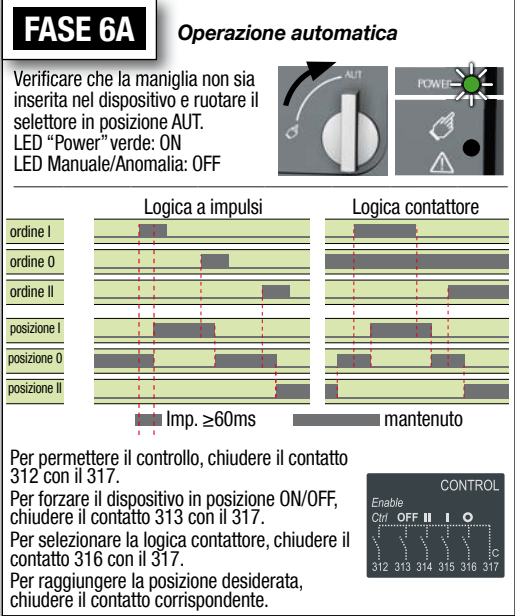 FASE 6A
Operazione automatica
Verificare che la maniglia non sia
inserita nel dispositivo e ruotare il
selettore in posizione AUT.
LED “Power” verde: ON
LED Manuale/Anomalia: OFF
AUT
POWER
Logica a impulsi
Logica contattore
ordine I
ordine 0
ordine II
posizione I
posizione 0
posizione II
Imp. ≥60ms
mantenuto
Per permettere il controllo, chiudere il contatto
312 con il 317.
Per forzare il dispositivo in posizione ON/OFF,
chiudere il contatto 313 con il 317.
Per selezionare la logica contattore, chiudere il
contatto 316 con il 317.
Per raggiungere la posizione desiderata,
chiudere il contatto corrispondente.
CONTROL
Enable
Ctrl OFF II I O
C
312 313 314 315 316 317